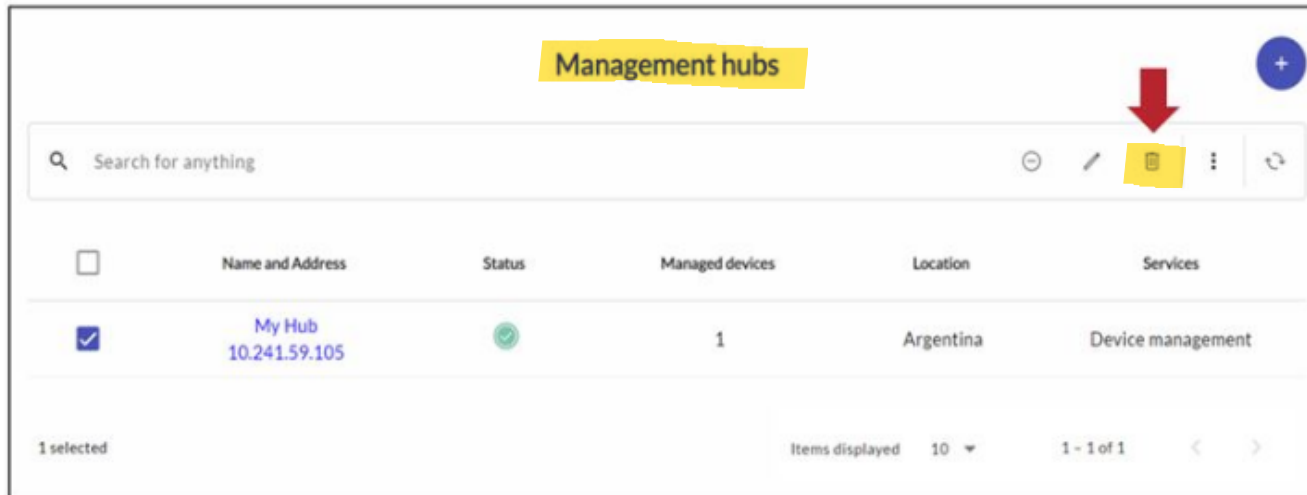 Management hubs
+
Search for anything
Name and Address Status Managed devices Location Services
My Hub 1 Argentina Device management
10.241.59.105
1 selected Items displayed 10 1 – 1 of 1